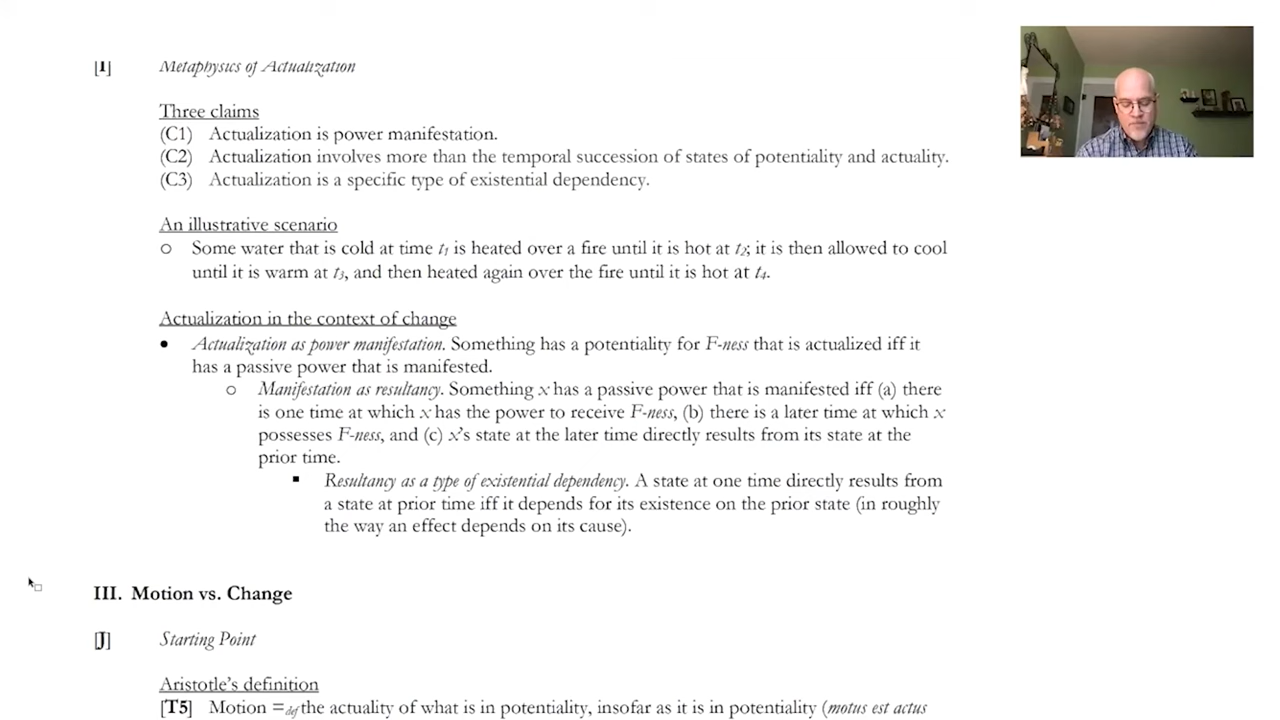 [I] Metaphysics of Actualization
Three claims
(C1) Actualization is power manifestation.
(C2) Actualization involves more than the temporal succession of states of potentiality and actuality.
(C3) Actualization is a specific type of existential dependency.
An illustrative scenario
o Some water that is cold at time t1 is heated over a fire until it is hot at t2; it is then allowed to cool
until it is warm at t3, and then heated again over the fire until it is hot at t4.
Actualization in the context of change
• Actualization as power manifestation. Something has a potentiality for F-ness that is actualized iff it
has a passive power that is manifested.
o Manifestation as resultancy. Something x has a passive power that is manifested iff (a) there
is one time at which x has the power to receive F-ness, (b) there is a later time at which x
possesses F-ness, and (c) x's state at the later time directly results from its state at the
prior time.
▪ Resultancy as a type of existential dependency. A state at one time directly results from
a state at prior time iff it depends for its existence on the prior state (in roughly
the way an effect depends on its cause).
III. Motion vs. Change
[J] Starting Point
Aristotle's definition
[T5] Motion =def the actuality of what is in potentiality, insofar as it is in potentiality (motus est actus